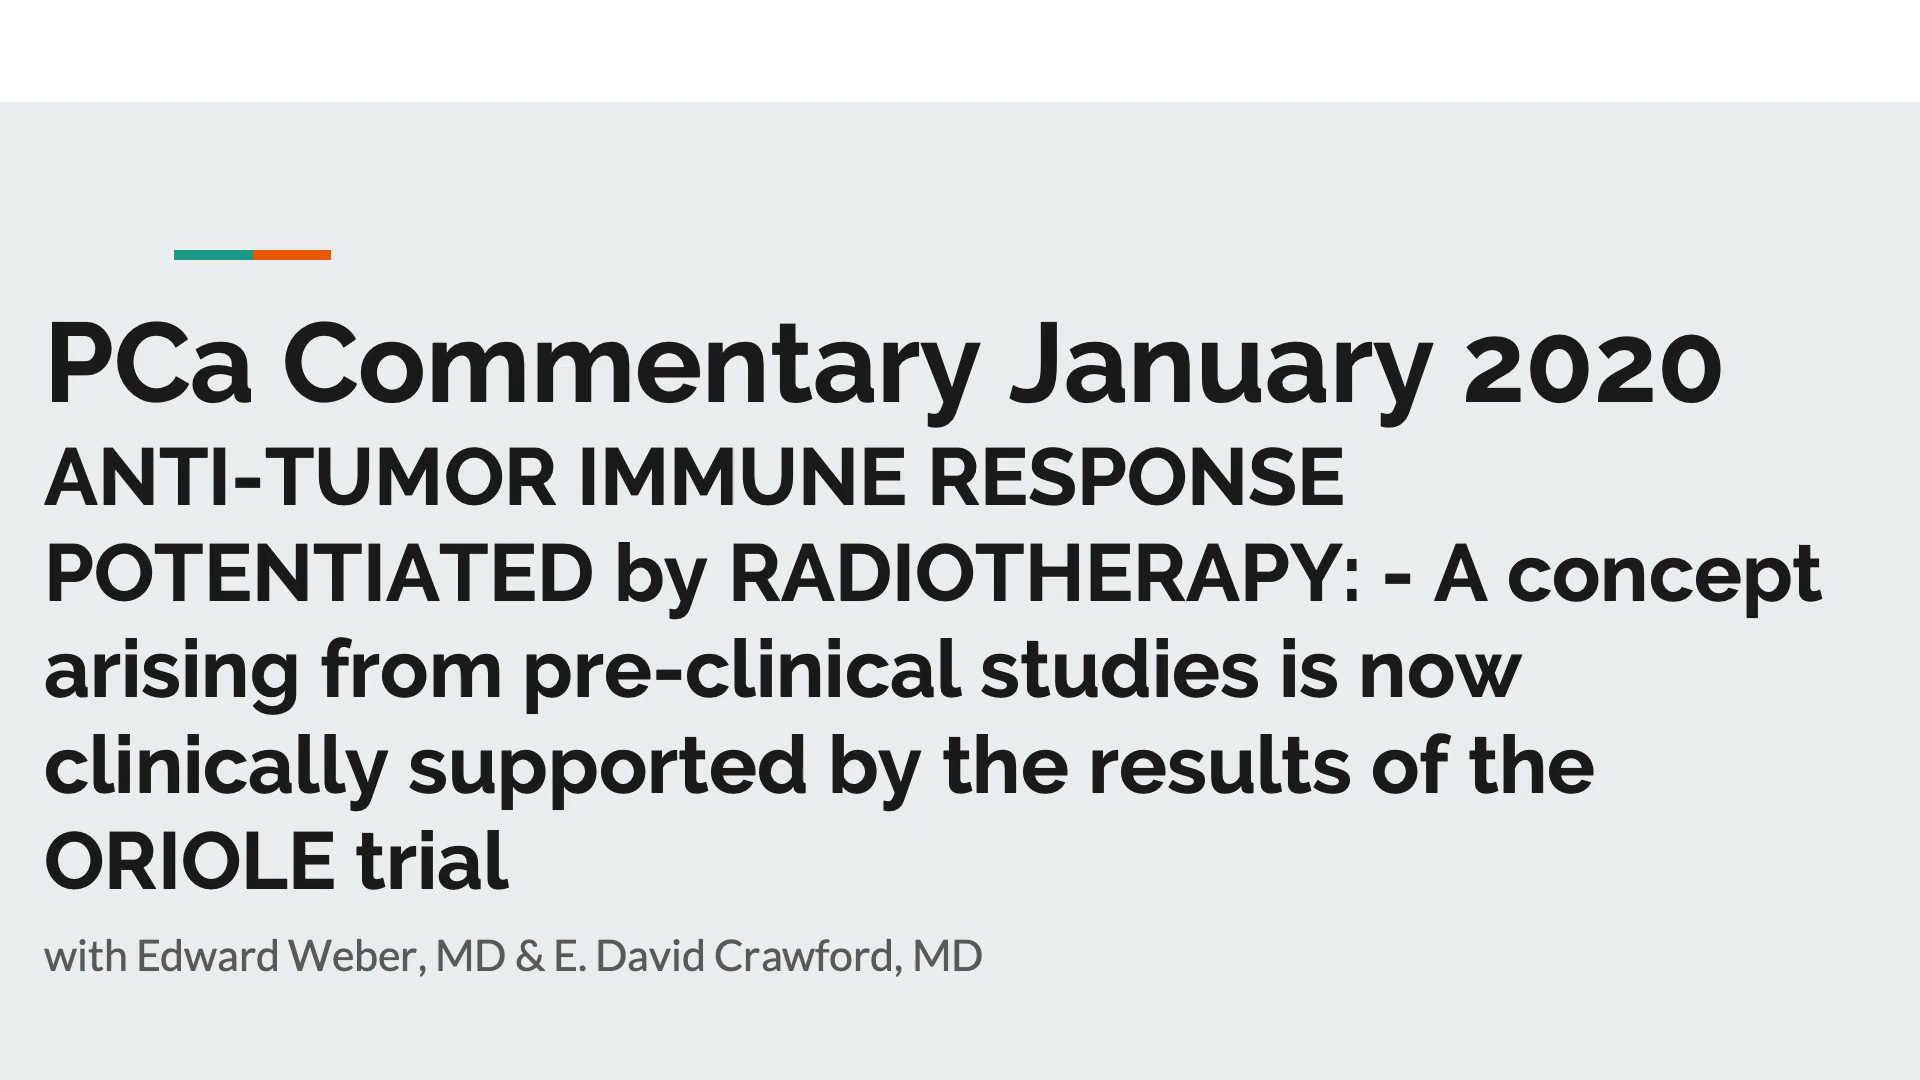 PCa Commentary January 2020
ANTI-TUMOR IMMUNE RESPONSE
POTENTIATED by RADIOTHERAPY: - A concept
arising from pre-clinical studies is now
clinically supported by the results of the
ORIOLE trial
with Edward Weber, MD & E. David Crawford, MD